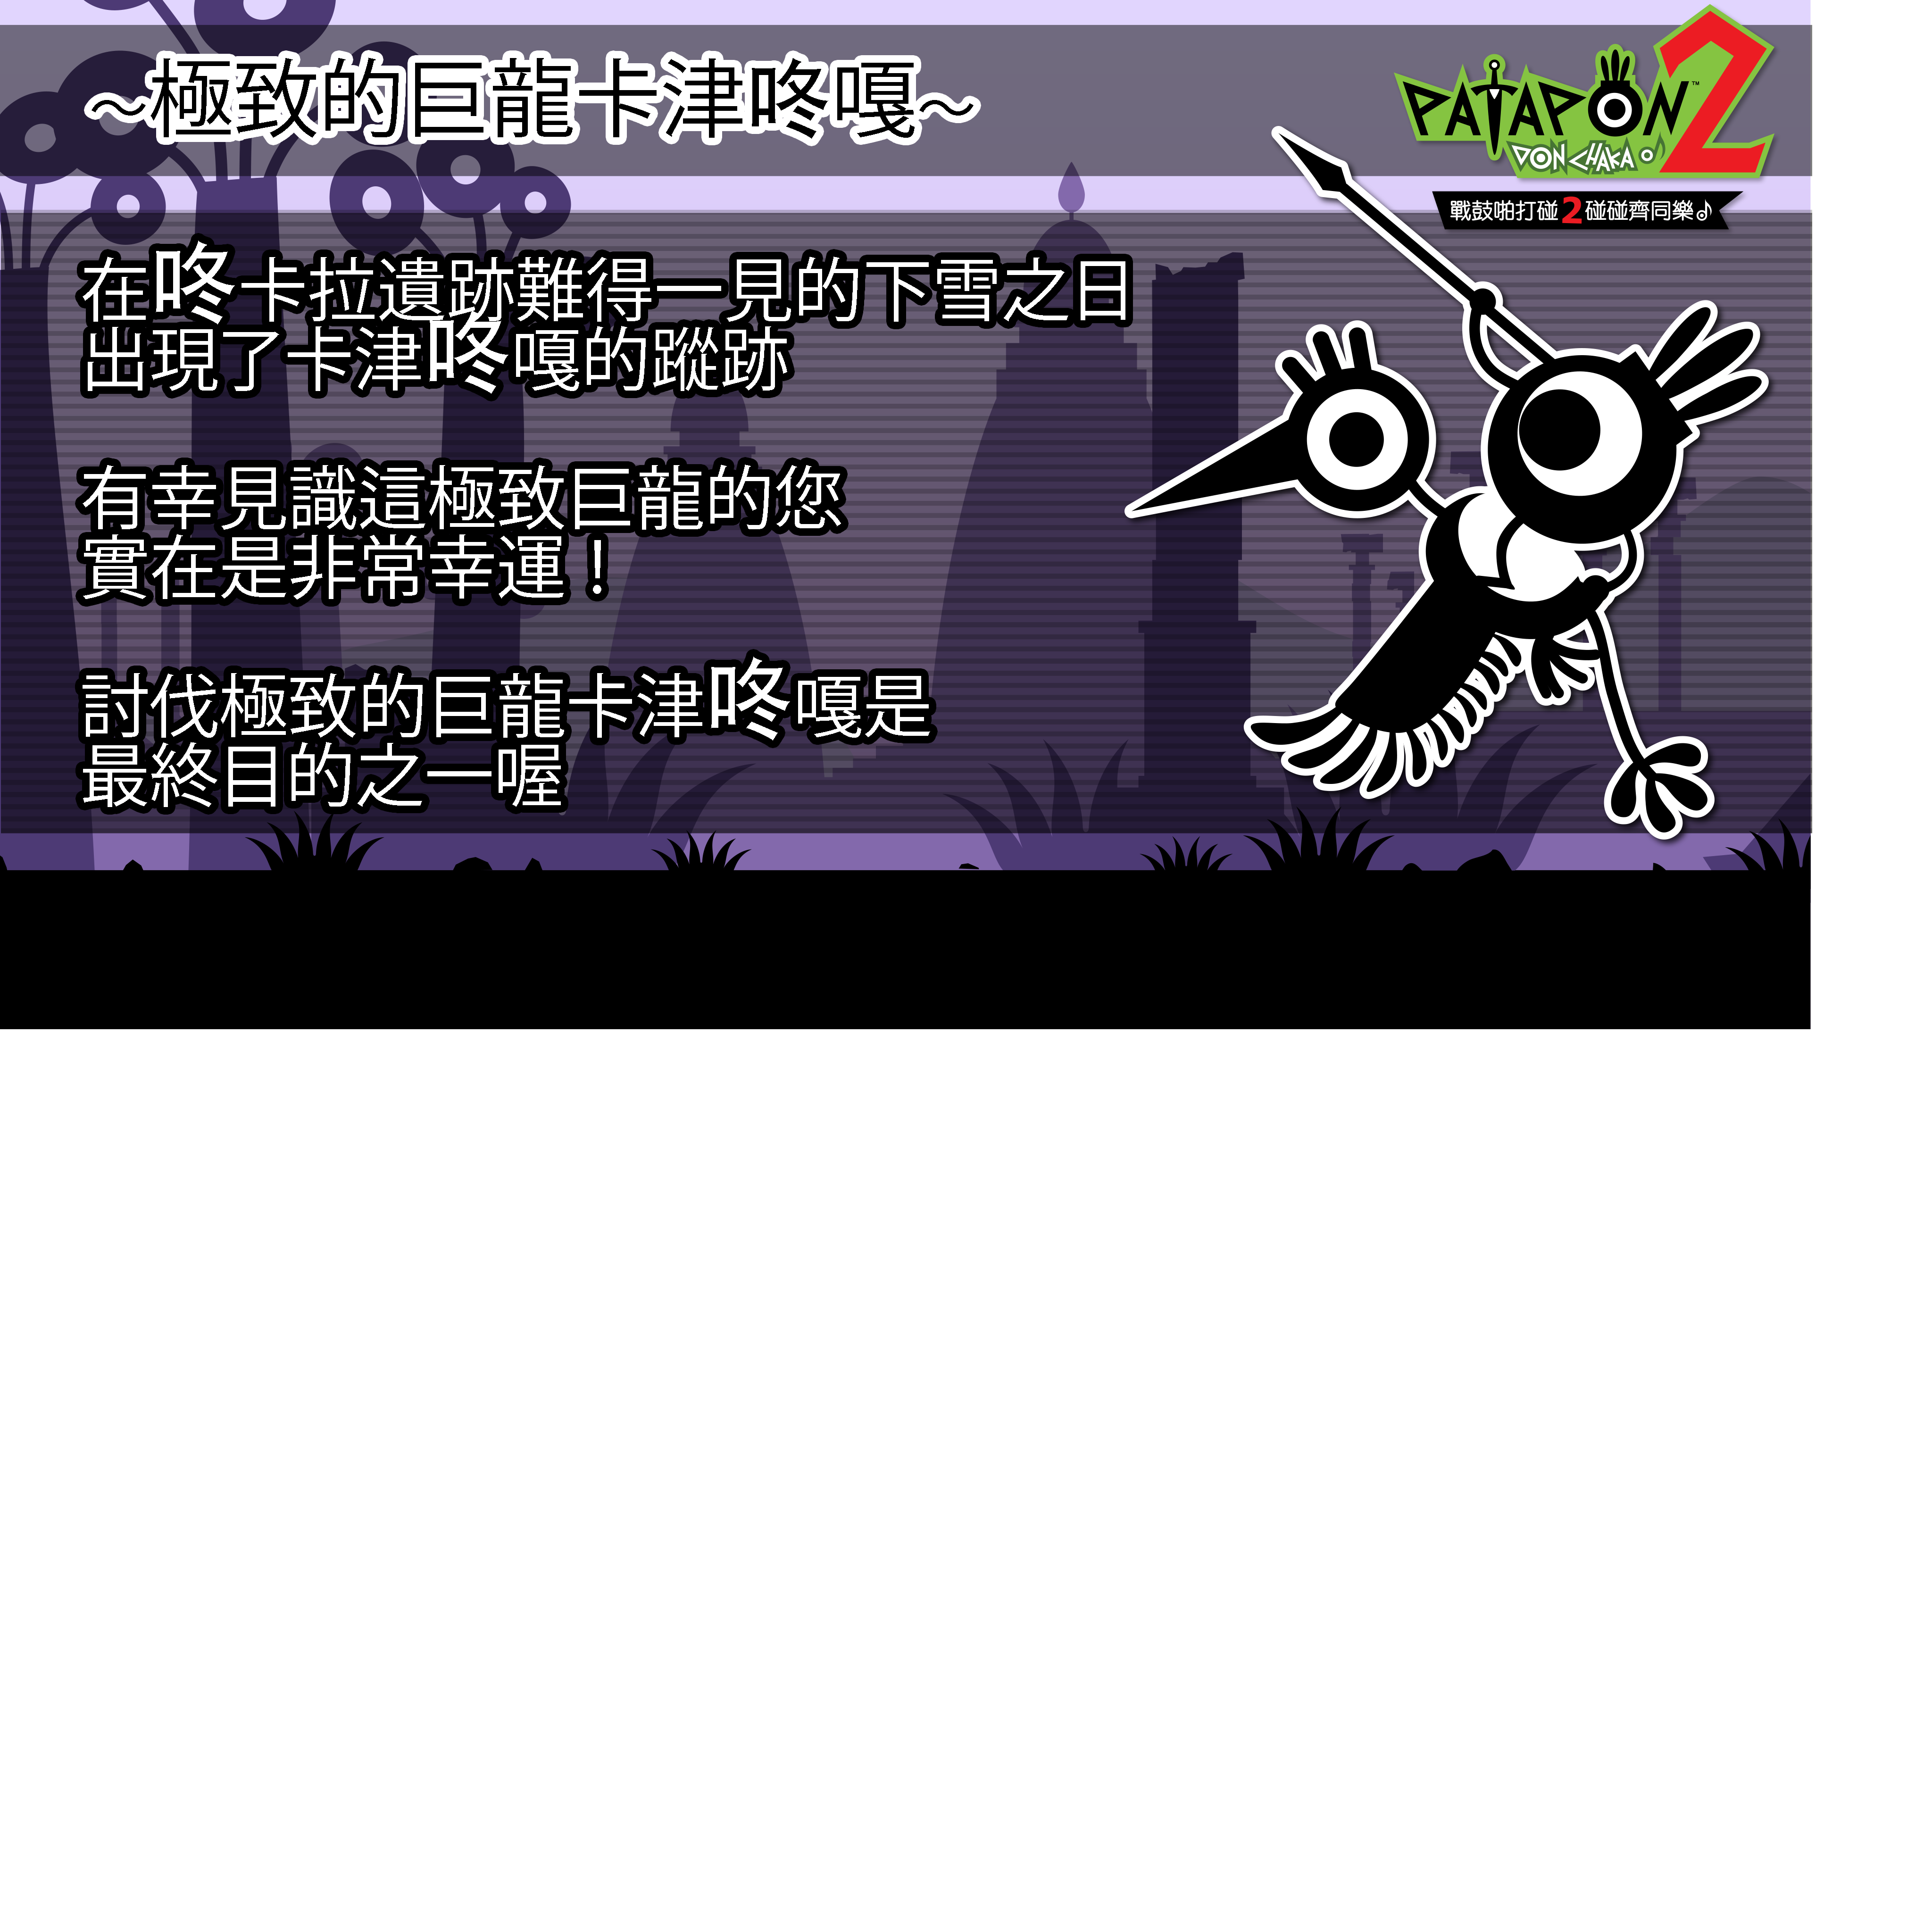 ～極致的巨龍卡津咚嘎～
PATAPON™2
DON CHAKA♪
戰鼓啪打碰2碰碰齊同樂♪
在咚卡拉遺跡難得一見的下雪之日
出現了卡津咚嘎的蹤跡
有幸見識這極致巨龍的您
實在是非常幸運！
討伐極致的巨龍卡津咚嘎是
最終目的之一喔